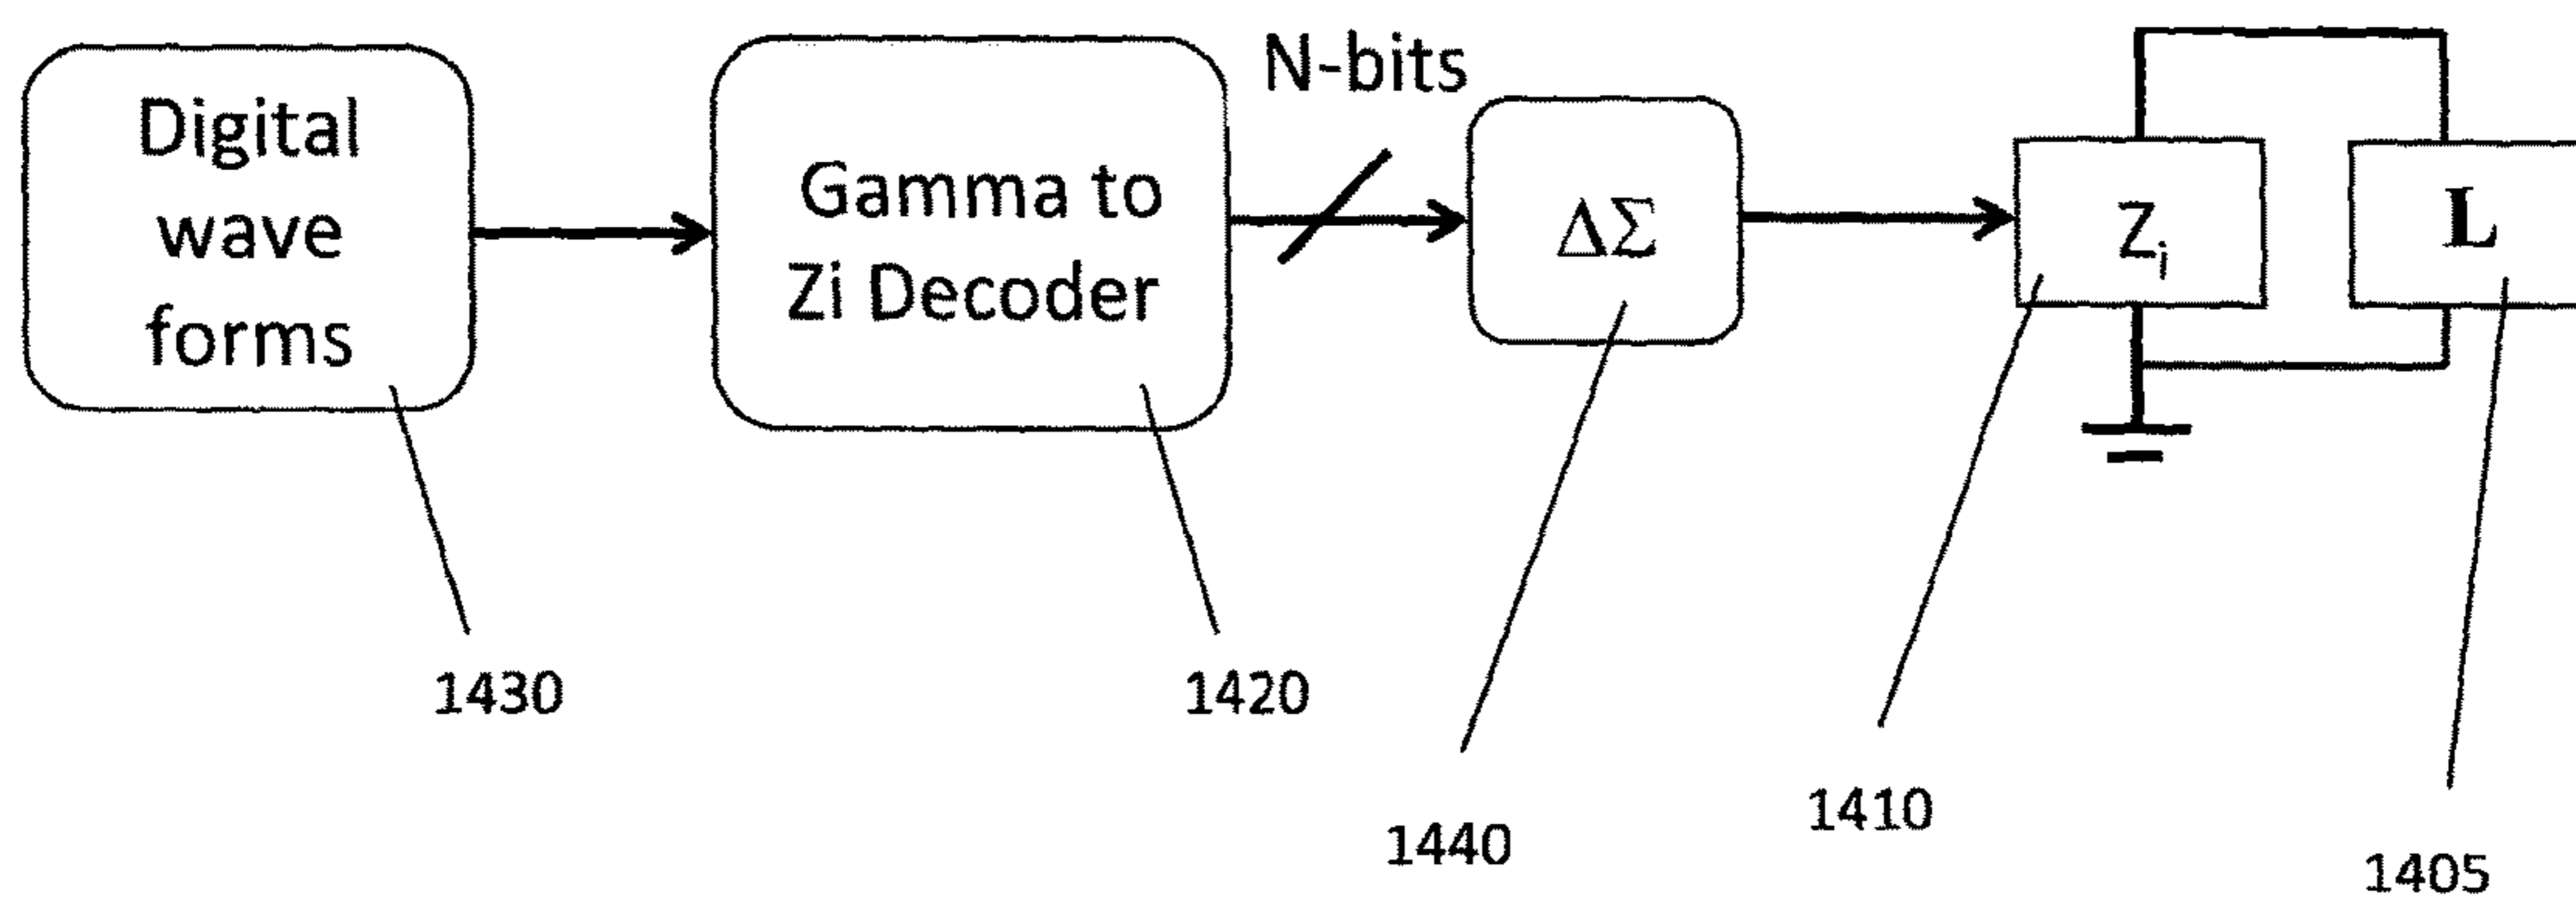 Digital
wave
forms
Gamma to
Zi Decoder
N-bits
ΔΣ
Zi
L
1430
1420
1440
1410
1405